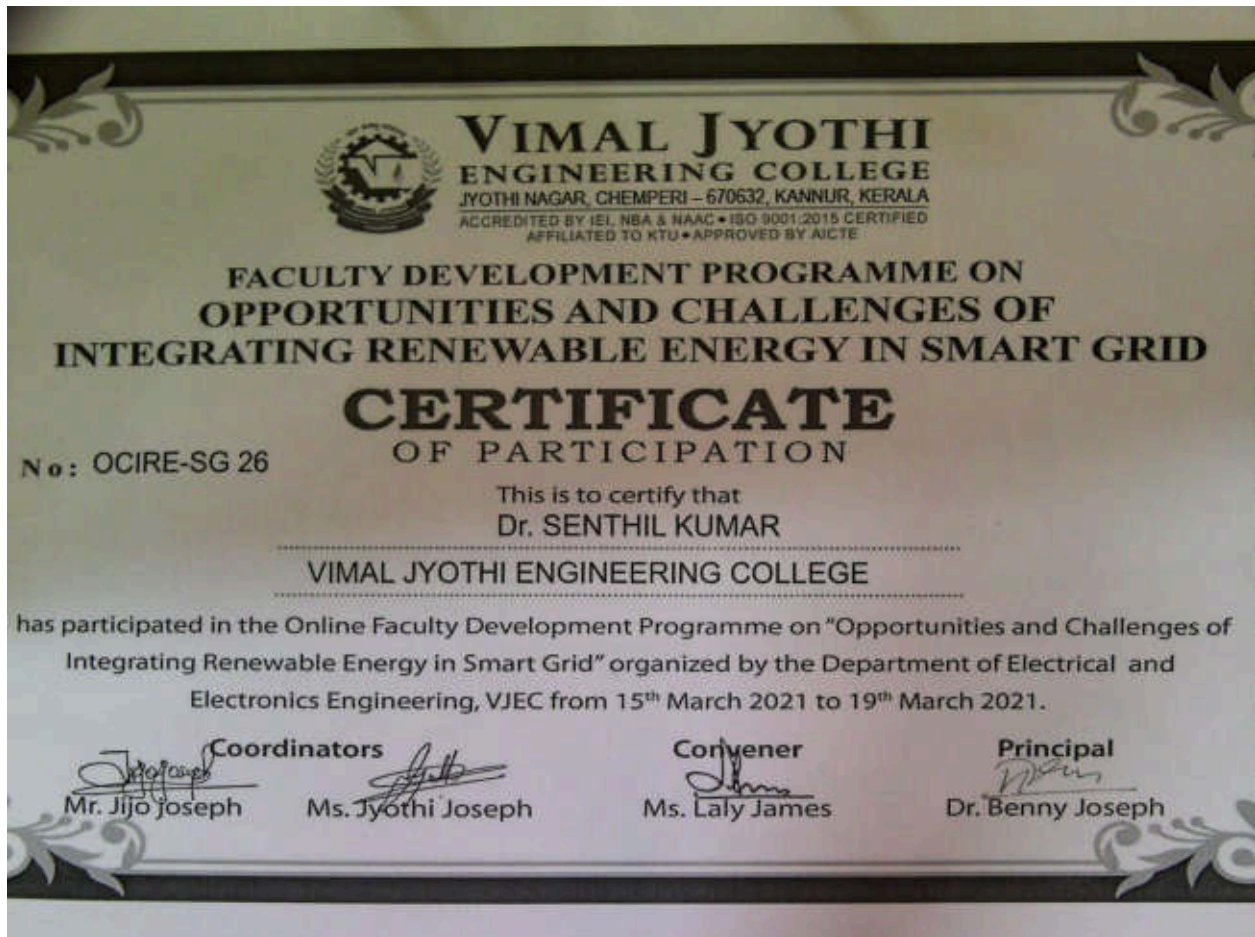 VIMAL JYOTHI
ENGINEERING COLLEGE
JYOTHI NAGAR, CHEMPERI – 670632, KANNUR, KERALA
ACCREDITED BY IEI, NBA & NAAC • ISO 9001:2015 CERTIFIED
AFFILIATED TO KTU • APPROVED BY AICTE
FACULTY DEVELOPMENT PROGRAMME ON
OPPORTUNITIES AND CHALLENGES OF
INTEGRATING RENEWABLE ENERGY IN SMART GRID
CERTIFICATE
OF PARTICIPATION
No: OCIRE-SG 26
This is to certify that
Dr. SENTHIL KUMAR
VIMAL JYOTHI ENGINEERING COLLEGE
has participated in the Online Faculty Development Programme on “Opportunities and Challenges of
Integrating Renewable Energy in Smart Grid” organized by the Department of Electrical and
Electronics Engineering, VJEC from 15th March 2021 to 19th March 2021.
Coordinators Convener Principal
Mr. Jijo joseph Ms. Jyothi Joseph Ms. Laly James Dr. Benny Joseph